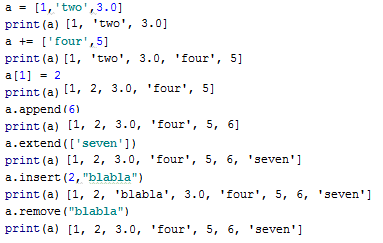 a = [1,'two',3.0]
print(a) [1, 'two', 3.0]
a += ['four',5]
print(a) [1, 'two', 3.0, 'four', 5]
a[1] = 2
print(a) [1, 2, 3.0, 'four', 5]
a.append(6)
print(a) [1, 2, 3.0, 'four', 5, 6]
a.extend(['seven'])
print(a) [1, 2, 3.0, 'four', 5, 6, 'seven']
a.insert(2,"blabla")
print(a) [1, 2, 'blabla', 3.0, 'four', 5, 6, 'seven']
a.remove("blabla")
print(a) [1, 2, 3.0, 'four', 5, 6, 'seven']